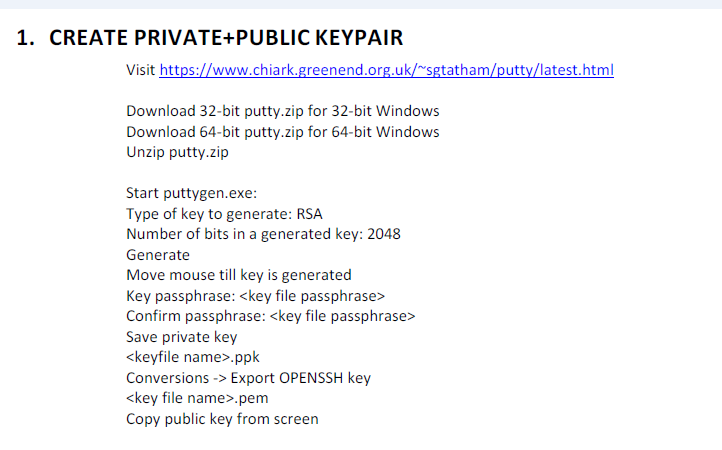 1. CREATE PRIVATE+PUBLIC KEYPAIR
Visit https://www.chiark.greenend.org.uk/~sgtatham/putty/latest.html
Download 32-bit putty.zip for 32-bit Windows
Download 64-bit putty.zip for 64-bit Windows
Unzip putty.zip
Start puttygen.exe:
Type of key to generate: RSA
Number of bits in a generated key: 2048
Generate
Move mouse till key is generated
Key passphrase: <key file passphrase>
Confirm passphrase: <key file passphrase>
Save private key
<keyfile name>.ppk
Conversions -> Export OPENSSH key
<key file name>.pem
Copy public key from screen